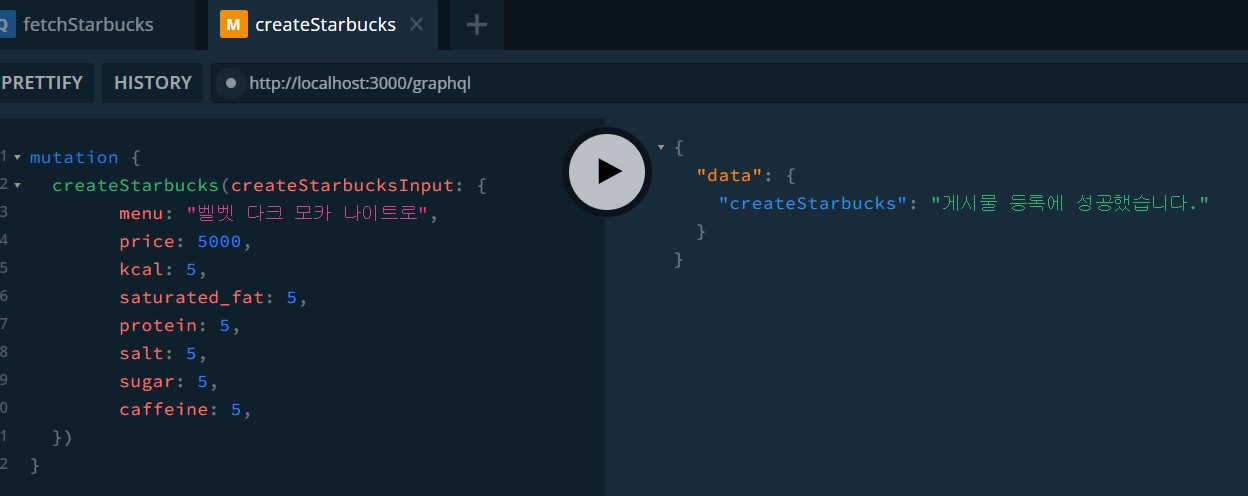 Q fetchStarbucks
M createStarbucks ×
+
PRETTIFY HISTORY http://localhost:3000/graphql
1 mutation {
2 createStarbucks(createStarbucksInput: {
3 menu: "벨벳 다크 모카 나이트로",
4 price: 5000,
5 kcal: 5,
6 saturated_fat: 5,
7 protein: 5,
8 salt: 5,
9 sugar: 5,
0 caffeine: 5,
1 })
2 }
{
"data": {
"createStarbucks": "게시물 등록에 성공했습니다."
}
}